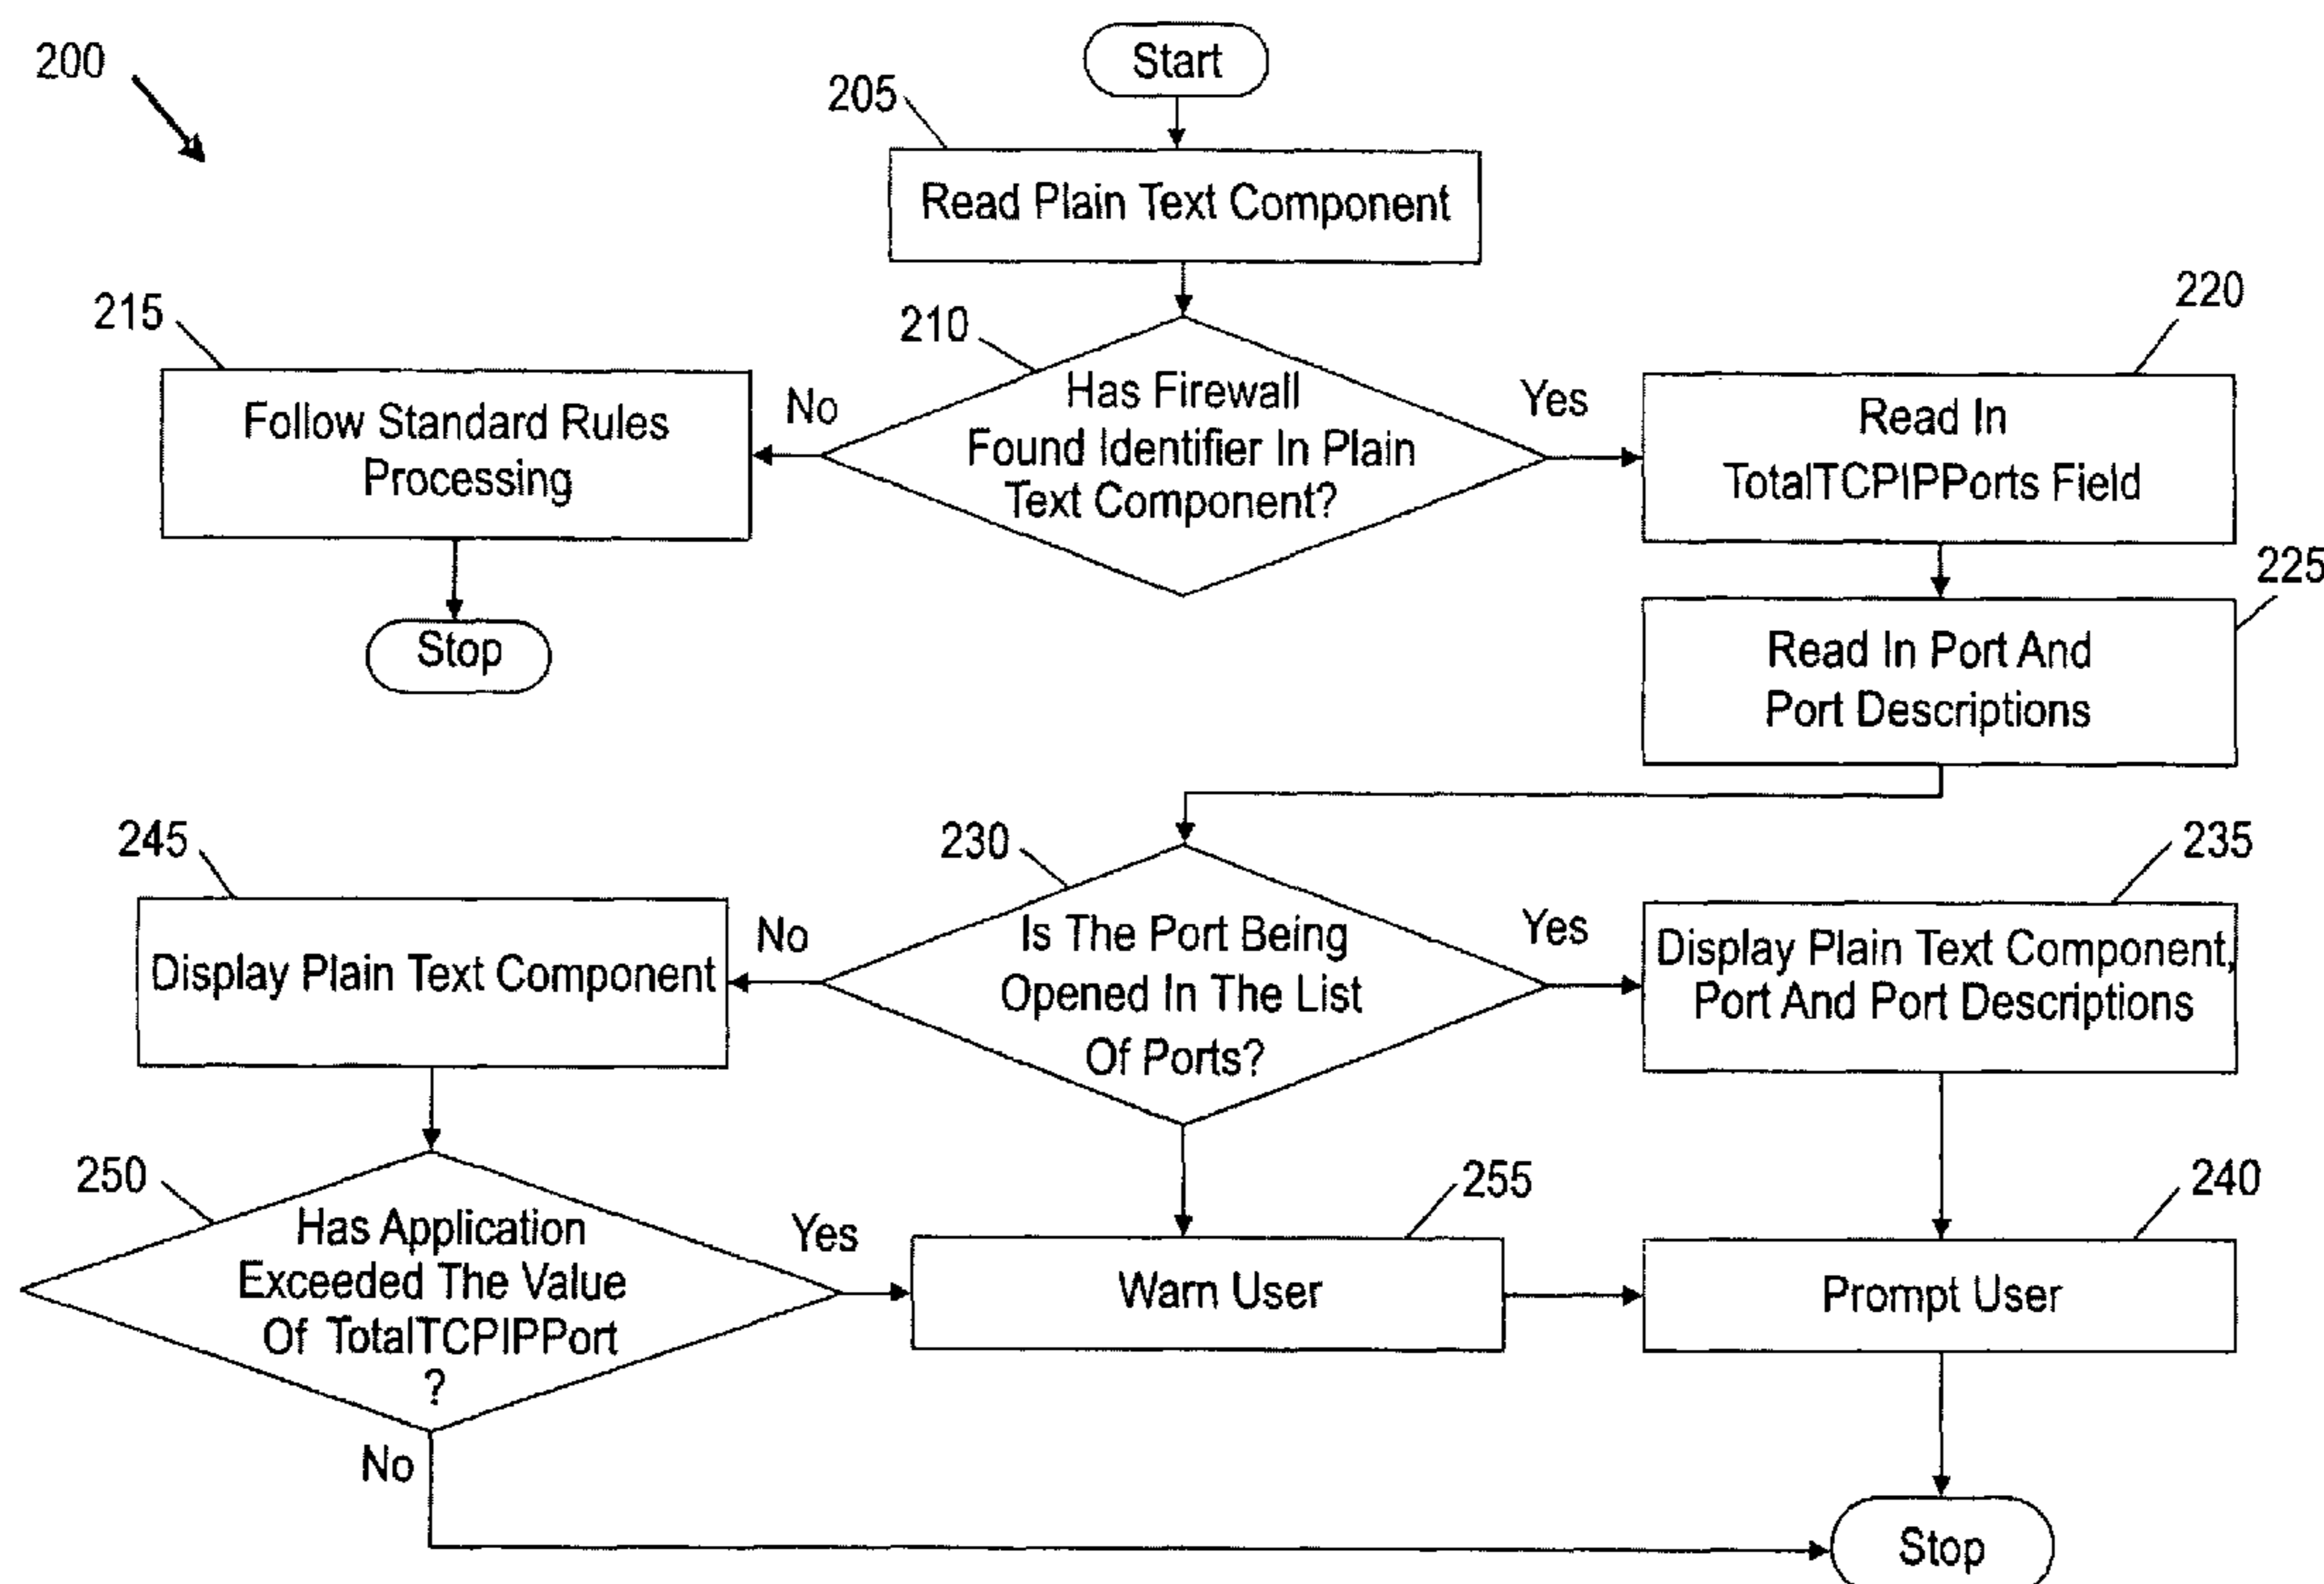 200
Start
205
Read Plain Text Component
215
210
220
Follow Standard Rules
Processing
No
Has Firewall
Found Identifier In Plain
Text Component?
Yes
Read In
TotalTCPIPPorts Field
Stop
225
Read In Port And
Port Descriptions
245
230
235
Display Plain Text Component
No
Is The Port Being
Opened In The List
Of Ports?
Yes
Display Plain Text Component,
Port And Port Descriptions
250
255
240
Has Application
Exceeded The Value
Of TotalTCPIPPort
?
Yes
Warn User
Prompt User
No
Stop